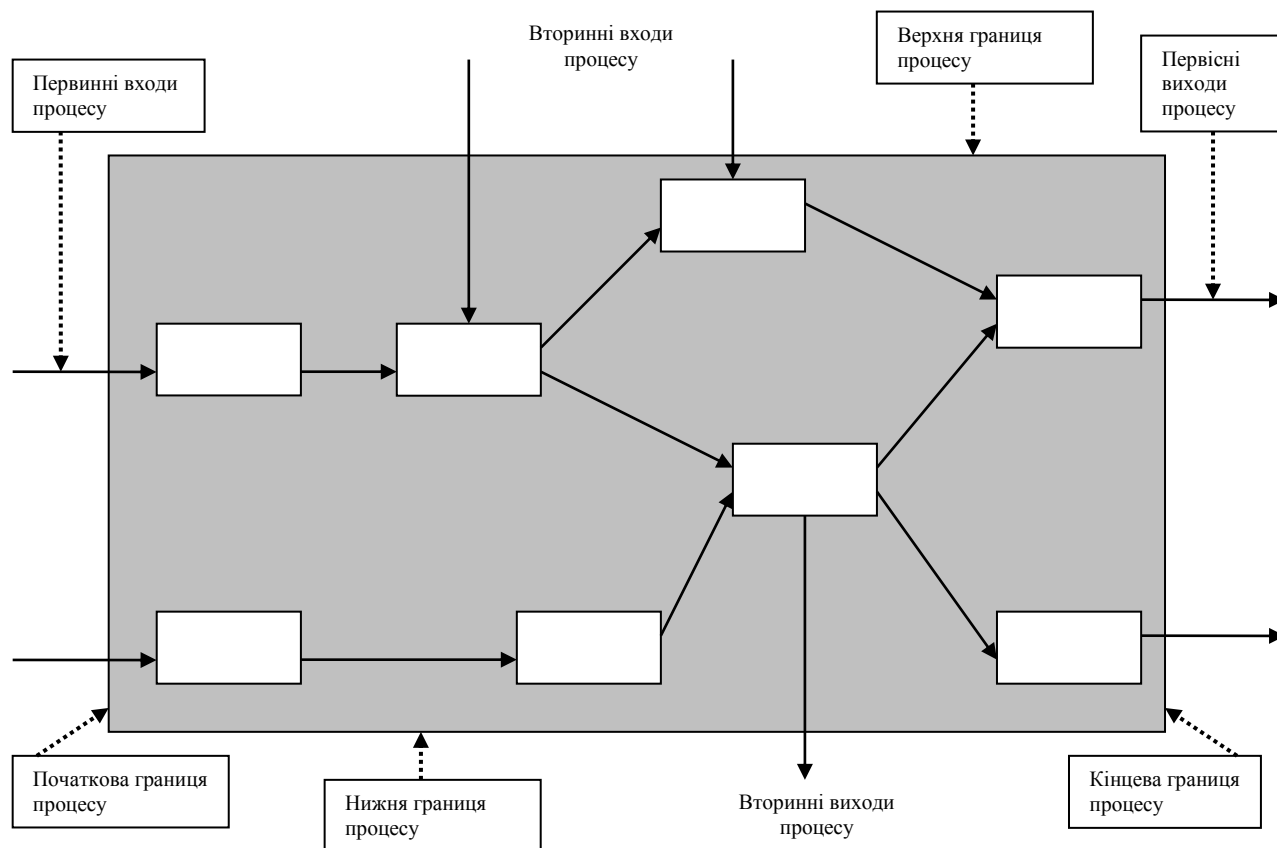 Вторинні входи
процесу
Верхня границя
процесу
Первинні входи
процесу
Первісні
виходи
процесу
Початкова границя
процесу
Нижня границя
процесу
Вторинні виходи
процесу
Кінцева границя
процесу